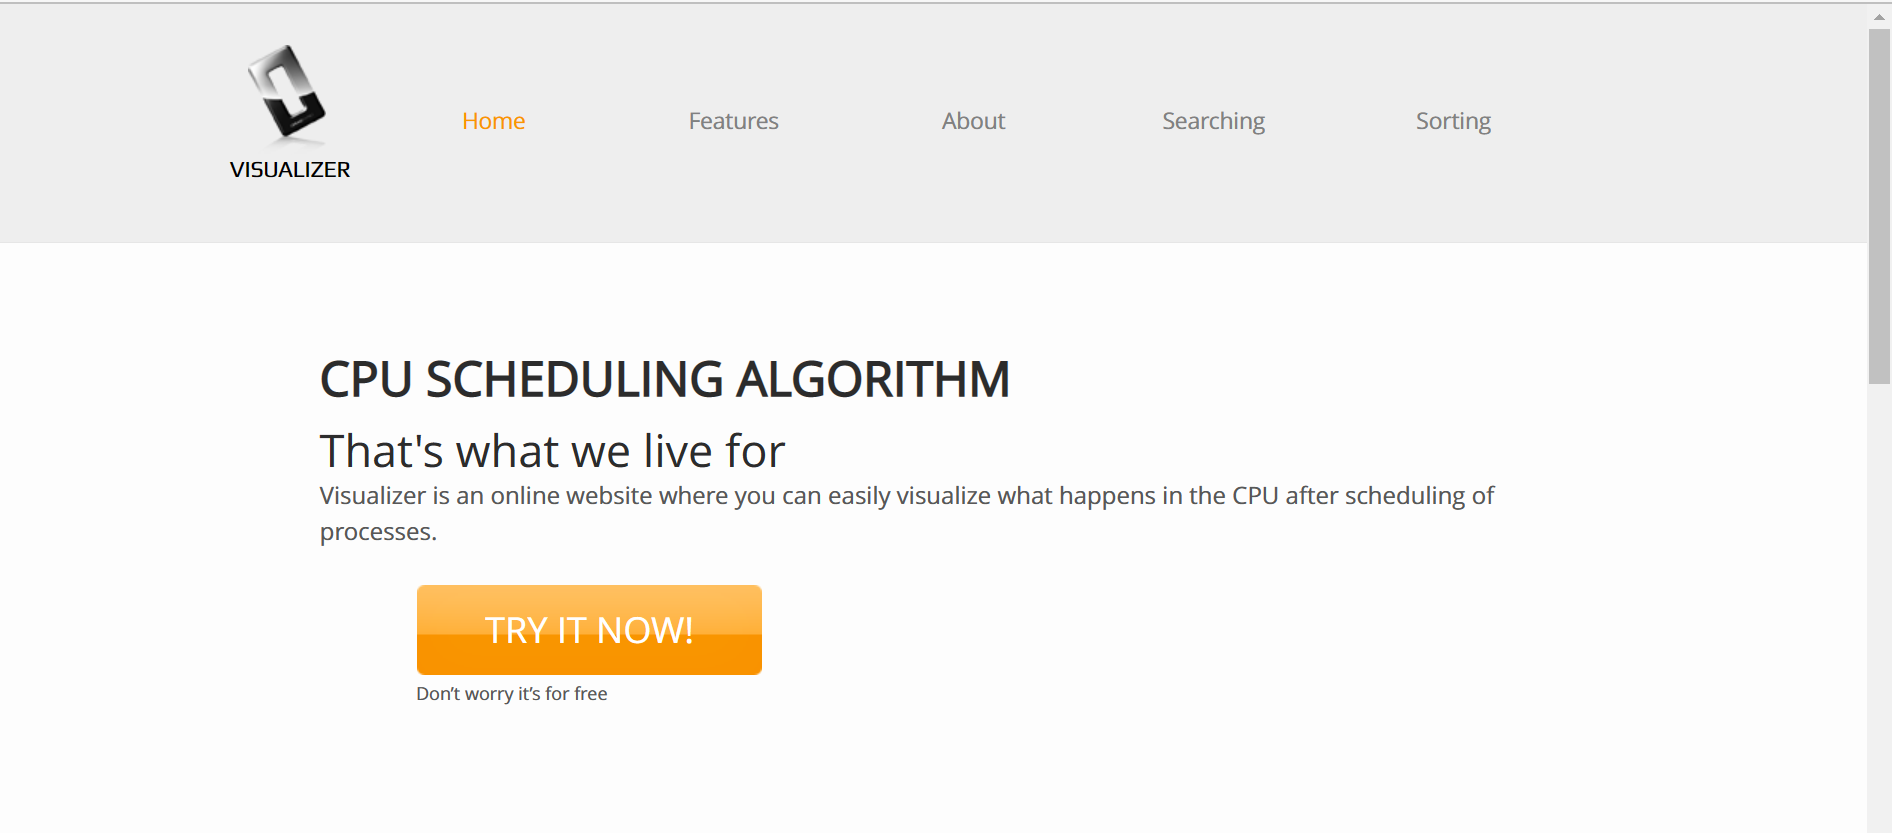 VISUALIZER
Home Features About Searching Sorting
CPU SCHEDULING ALGORITHM
That's what we live for
Visualizer is an online website where you can easily visualize what happens in the CPU after scheduling of
processes.
TRY IT NOW!
Don’t worry it’s for free